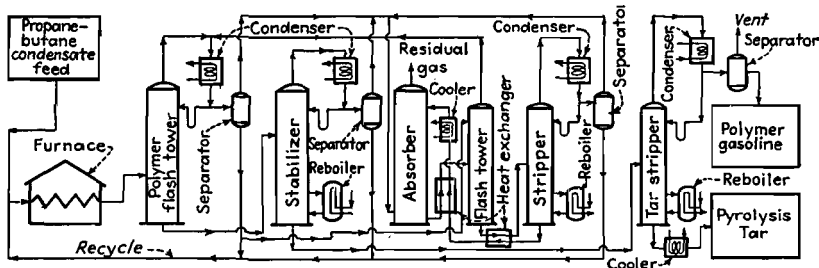 Propane-
butane
condensate
feed
Furnace
Polymer
flash tower
Separator
Condenser
Stabilizer
Separator
Reboiler
Residual
gas
Absorber
Cooler
Flash tower
Heat exchanger
Condenser
Stripper
Reboiler
Separator
Tar stripper
Condenser
Vent
Separator
Polymer
gasoline
Reboiler
Pyrolysis
Tar
Cooler
Recycle